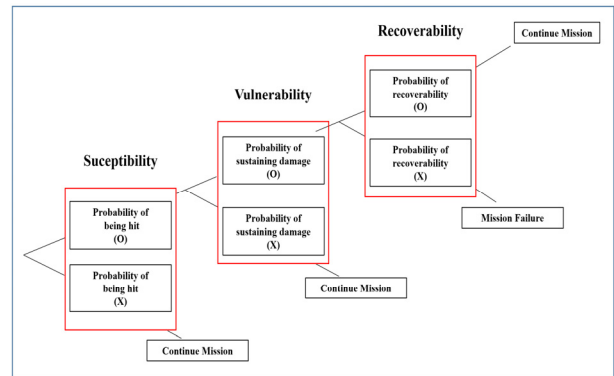 Recoverability
Continue Mission
Probability of
recoverability
(O)
Vulnerability
Probability of
sustaining damage
(O)
Probability of
recoverability
(X)
Suceptibility
Probability of
being hit
(O)
Probability of
sustaining damage
(X)
Mission Failure
Probability of
being hit
(X)
Continue Mission
Continue Mission